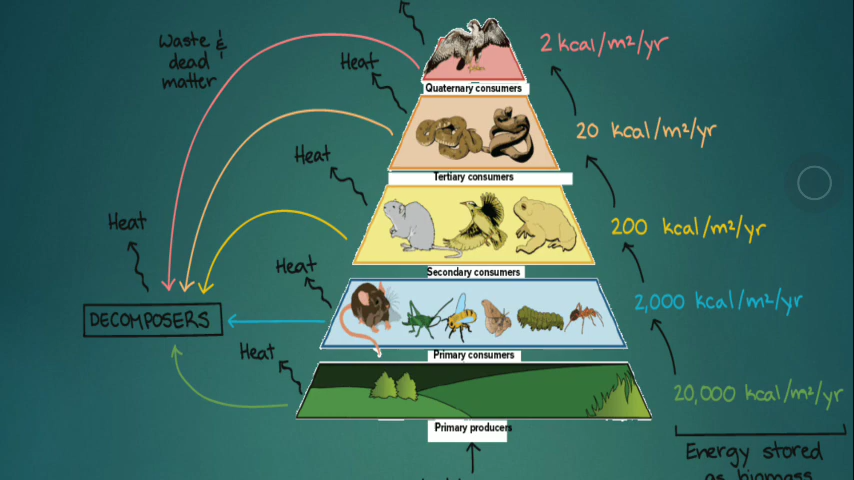 Waste &
dead
matter
2 kcal/m²/yr
Heat
Quaternary consumers
20 kcal/m²/yr
Heat
Tertiary consumers
Heat
200 kcal/m²/yr
Heat
Secondary consumers
2,000 kcal/m²/yr
DECOMPOSERS
Heat
Primary consumers
20,000 kcal/m²/yr
Primary producers
Energy stored
as biomass